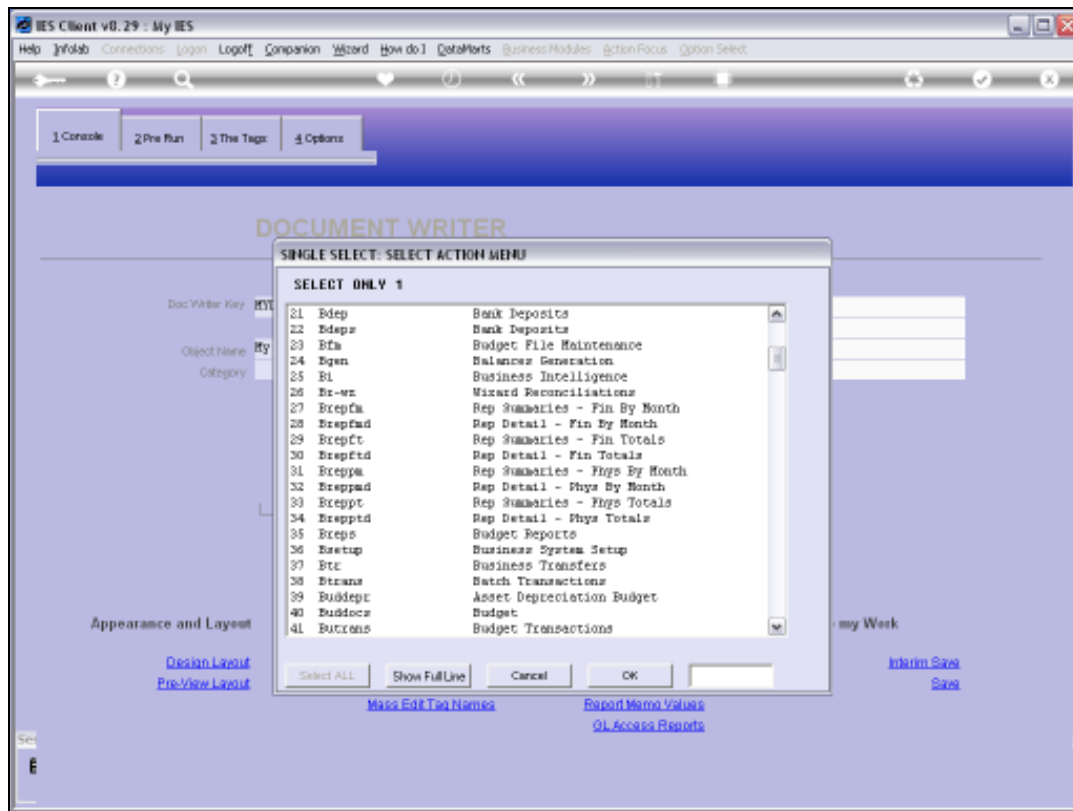 IES Client v8.29 : My IES
Help Infolab Connections Logon Logoff Companion Wizard How do I DataMarts Business Modules Action Focus Option Select
1 Console 2 Pre Run 3 The Tags 4 Options
DOCUMENT WRITER
SINGLE SELECT: SELECT ACTION MENU
SELECT ONLY 1
Doc Writer Key
Object Name My
Category
21 Bdep Bank Deposits
22 Bdeps Bank Deposits
23 Bfm Budget File Maintenance
24 Bgen Balances Generation
25 Bi Business Intelligence
26 Br-wz Wizard Reconciliations
27 Brepfm Rep Summaries - Fin By Month
28 Brepfmd Rep Detail - Fin By Month
29 Brepft Rep Summaries - Fin Totals
30 Brepftd Rep Detail - Fin Totals
31 Breppm Rep Summaries - Phys By Month
32 Breppmd Rep Detail - Phys By Month
33 Breppt Rep Summaries - Phys Totals
34 Brepptd Rep Detail - Phys Totals
35 Breps Budget Reports
36 Bsetup Business System Setup
37 Btr Business Transfers
38 Btrans Batch Transactions
39 Buddepr Asset Depreciation Budget
40 Buddocs Budget
41 Butrans Budget Transactions
Select ALL Show Full Line Cancel OK
Appearance and Layout
my Work
Design Layout
Pre-View Layout
Mass Edit Tag Names
Report Memo Values
GL Access Reports
Interim Save
Save